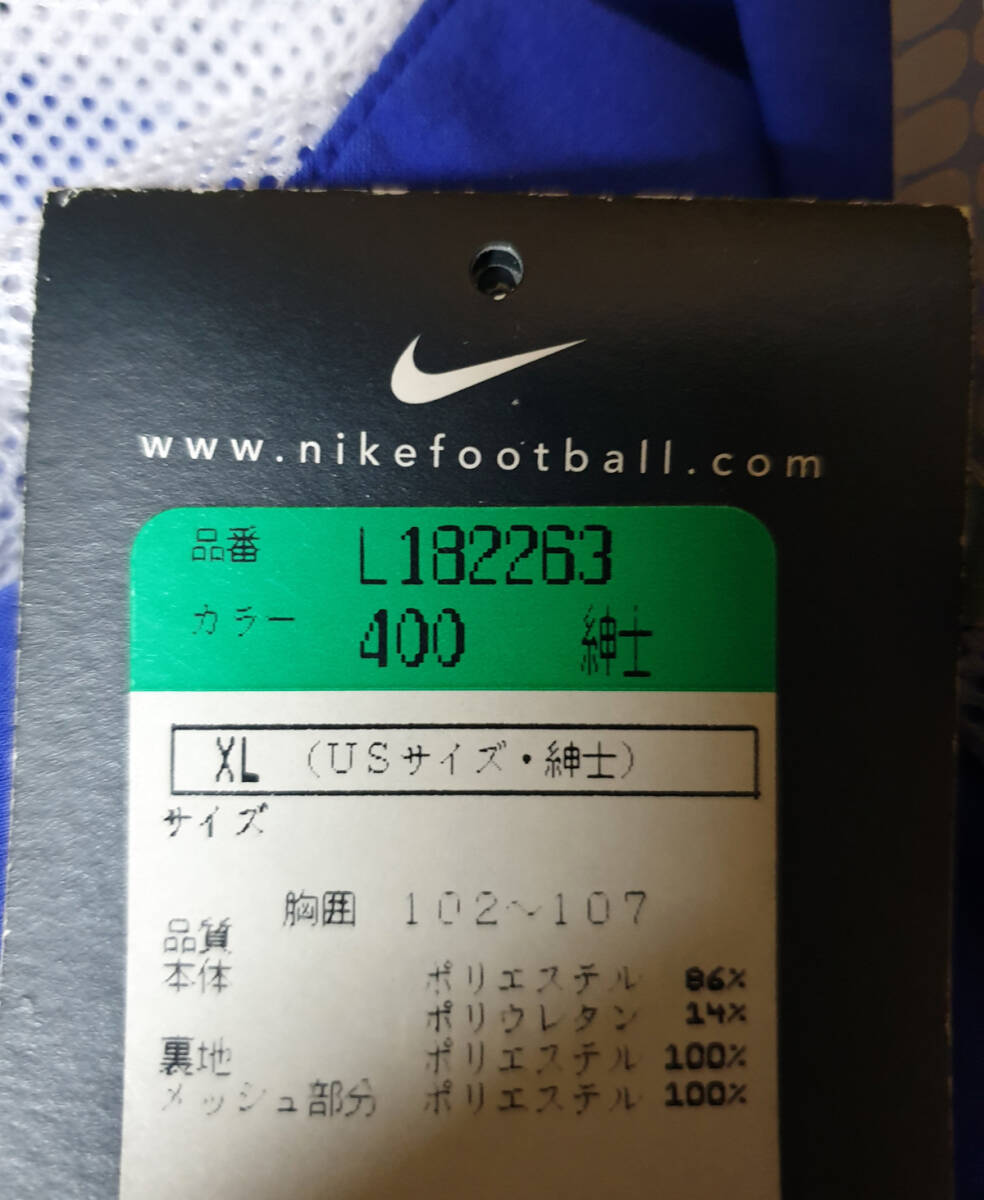 www.nikefootball.com
品番 L182263
カラー 400 紳士
XL (USサイズ・紳士)
サイズ
胸囲 102~107
品質
本体 ポリエステル 86%
ポリウレタン 14%
裏地 ポリエステル 100%
メッシュ部分 ポリエステル 100%